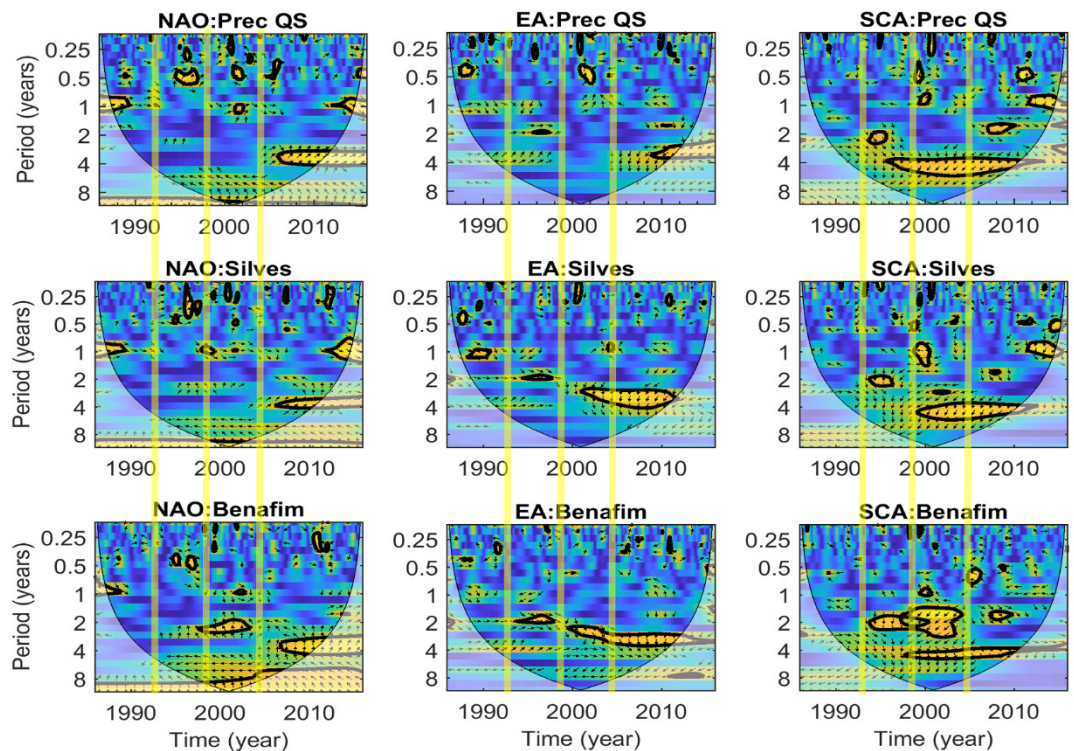 NAO:Prec QS
EA:Prec QS
SCA:Prec QS
Period (years)
0.25
0.5
1
2
4
8
0.25
0.5
1
2
4
8
0.25
0.5
1
2
4
8
1990 2000 2010
1990 2000 2010
1990 2000 2010
NAO:Silves
EA:Silves
SCA:Silves
Period (years)
0.25
0.5
1
2
4
8
0.25
0.5
1
2
4
8
0.25
0.5
1
2
4
8
1990 2000 2010
1990 2000 2010
1990 2000 2010
NAO:Benafim
EA:Benafim
SCA:Benafim
Period (years)
0.25
0.5
1
2
4
8
0.25
0.5
1
2
4
8
0.25
0.5
1
2
4
8
1990 2000 2010
1990 2000 2010
1990 2000 2010
Time (year)
Time (year)
Time (year)